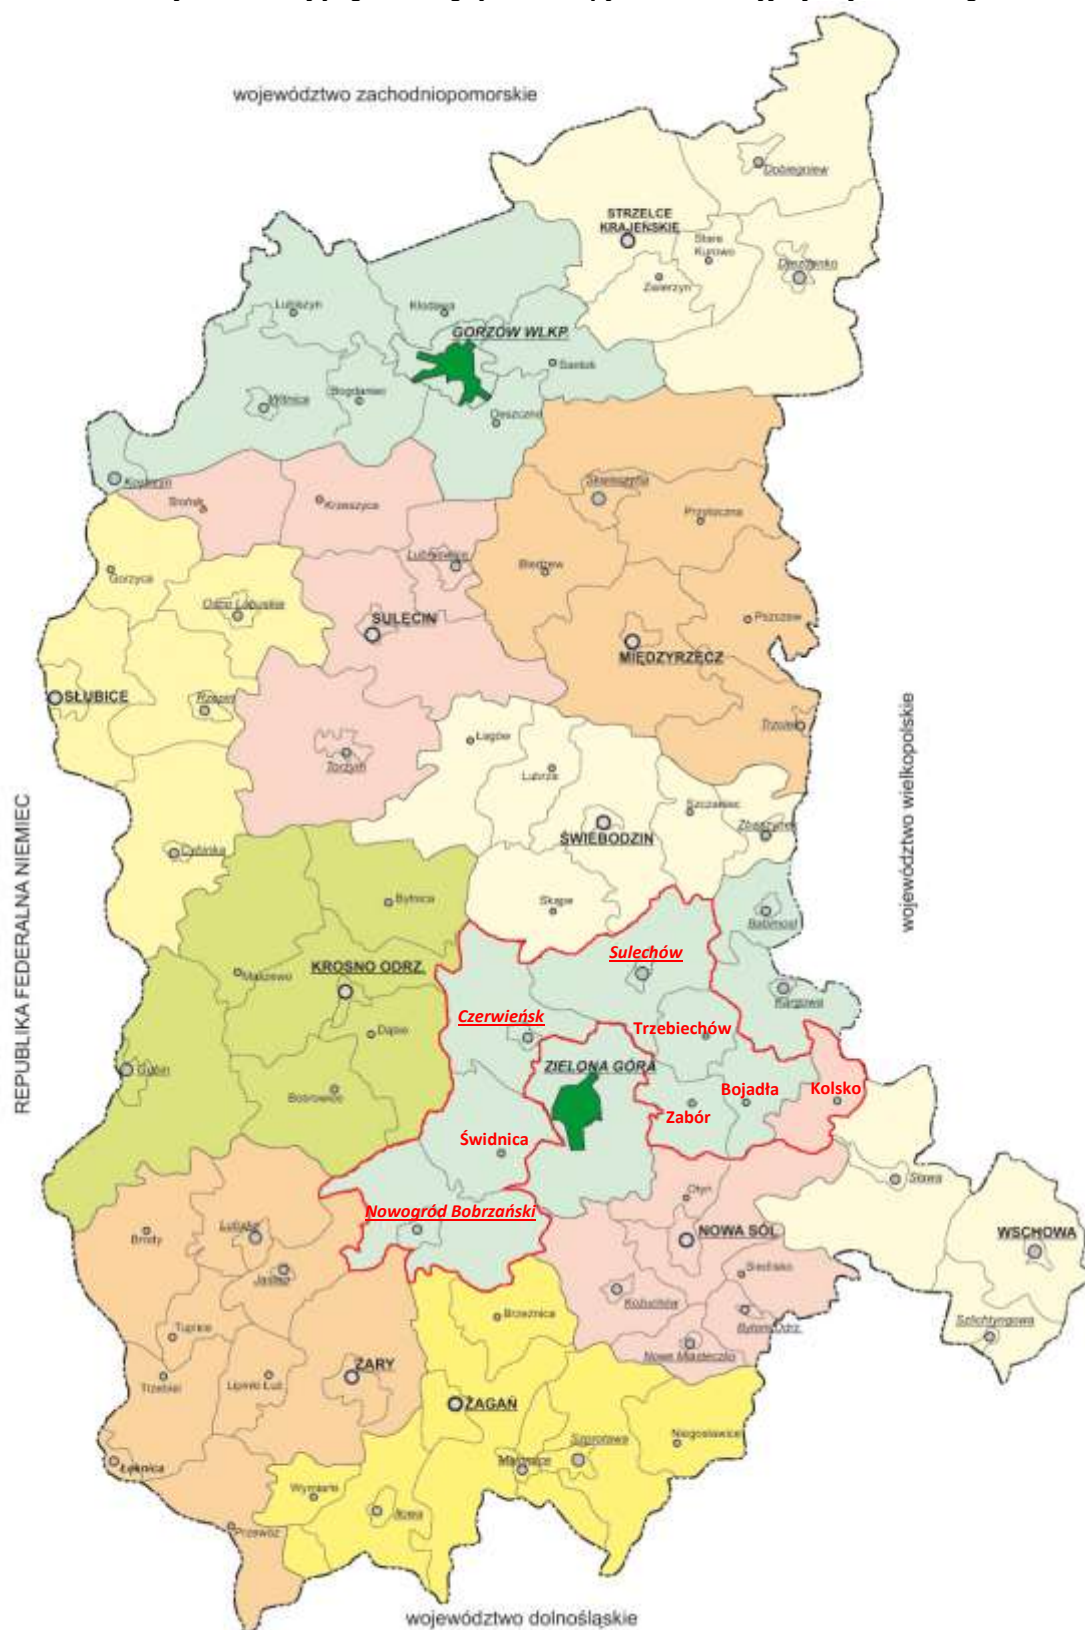 województwo zachodniopomorskie
Dobiegniew
STRZELCE
KRAJEŃSKIE
Stare
Kurowo
Drezdenko
Zwierzyn
Lubiszyn
Kłodawa
GORZÓW WLKP.
Santok
Witnica
Bogdaniec
Deszczno
Kostrzyn
Skwierzyna
Słońsk
Krzeszyce
Przytoczna
Lubniewice
Bledzew
Gorzyca
Ośno Lubuskie
SULĘCIN
Pszczew
MIĘDZYRZECZ
SŁUBICE
Rzepin
Trzciel
Łagów
Torzym
Lubrza
województwo wielkopolskie
REPUBLIKA FEDERALNA NIEMIEC
Szczaniec
Zbąszynek
ŚWIEBODZIN
Cybinka
Bytnica
Skąpe
Babimost
Sulechów
KROSNO ODRZ.
Maszewo
Kargowa
Czerwieńsk
Dąbie
Trzebiechów
ZIELONA GÓRA
Gubin
Bobrowice
Bojadła
Kolsko
Zabór
Świdnica
Sława
Otyń
Nowogród Bobrzański
Lubsko
Brody
NOWA SÓL
WSCHOWA
Jasień
Siedlisko
Kożuchów
Brzeźnica
Bytom Odrz.
Szlichtyngowa
Tuplice
Nowe Miasteczko
ŻARY
Trzebiel
Lipinki Łuż.
ŻAGAŃ
Szprotawa
Niegosławice
Łęknica
Małomice
Wymiarki
Iłowa
Przewóz
województwo dolnośląskie